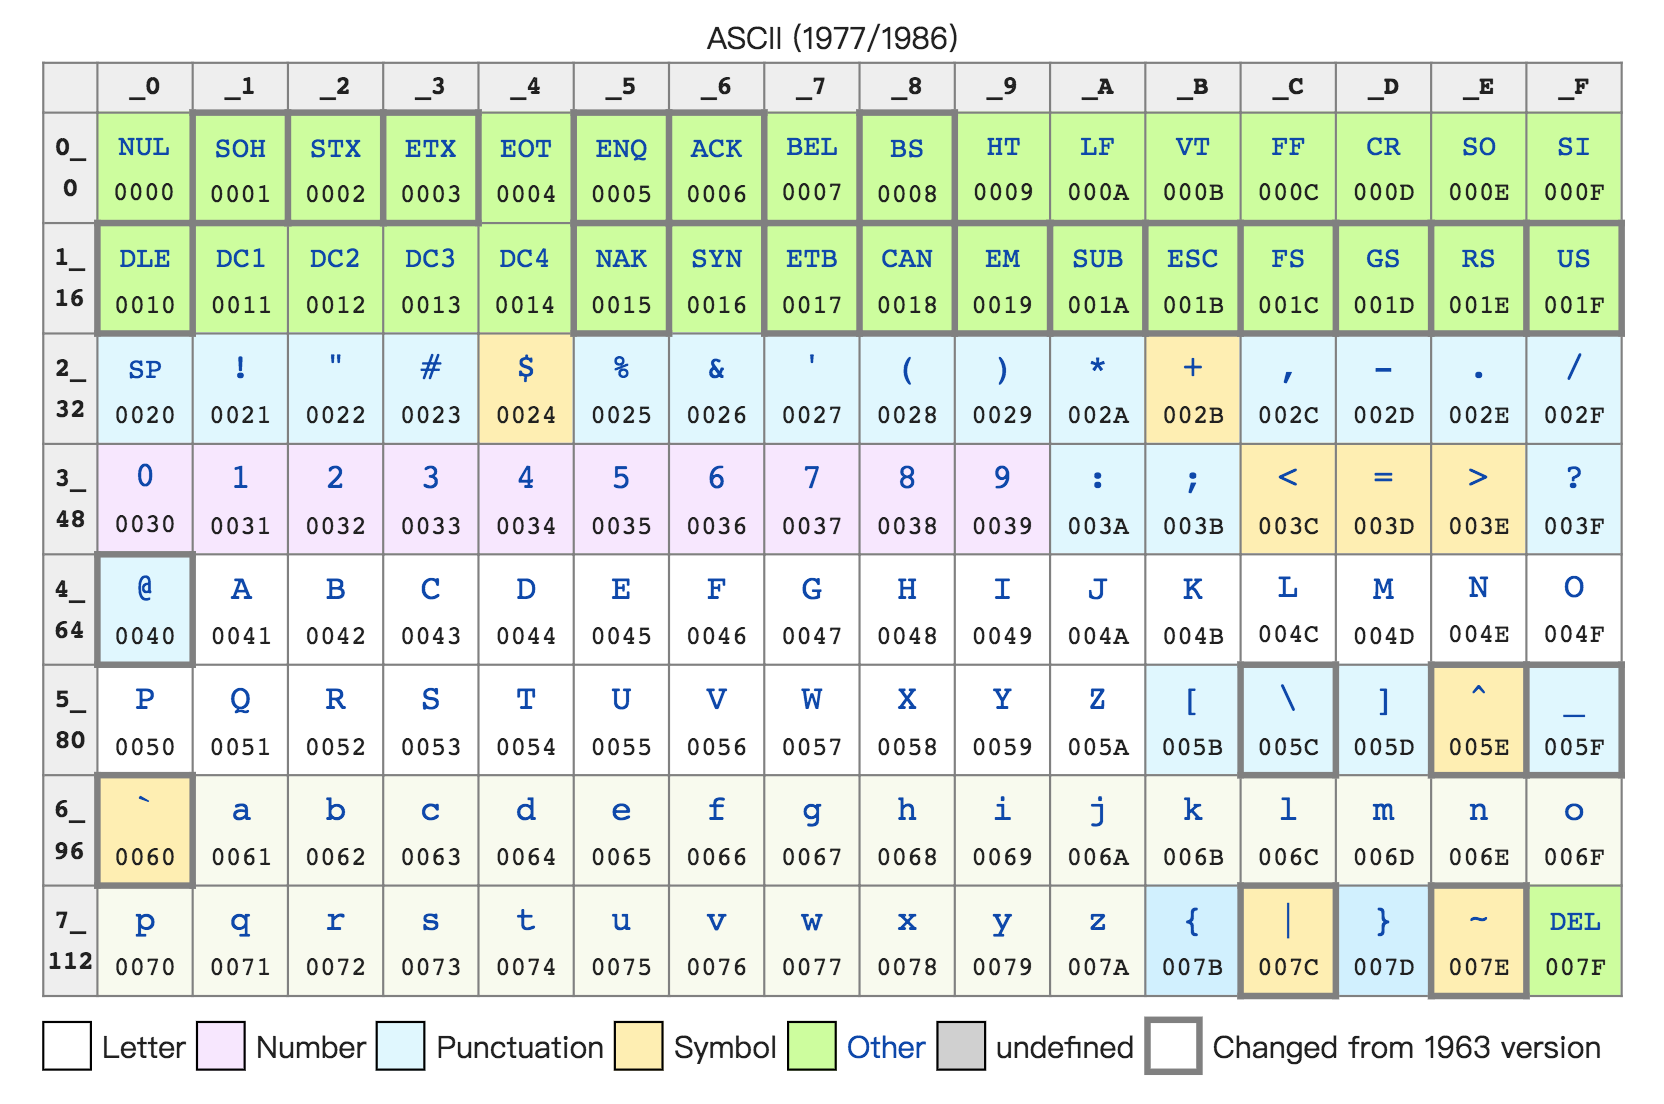 ASCII (1977/1986)
_0 _1 _2 _3 _4 _5 _6 _7 _8 _9 _A _B _C _D _E _F
0_ NUL SOH STX ETX EOT ENQ ACK BEL BS HT LF VT FF CR SO SI
0 0000 0001 0002 0003 0004 0005 0006 0007 0008 0009 000A 000B 000C 000D 000E 000F
1_ DLE DC1 DC2 DC3 DC4 NAK SYN ETB CAN EM SUB ESC FS GS RS US
16 0010 0011 0012 0013 0014 0015 0016 0017 0018 0019 001A 001B 001C 001D 001E 001F
2_ SP ! " # $ % & ' ( ) * + , - . /
32 0020 0021 0022 0023 0024 0025 0026 0027 0028 0029 002A 002B 002C 002D 002E 002F
3_ 0 1 2 3 4 5 6 7 8 9 : ; < = > ?
48 0030 0031 0032 0033 0034 0035 0036 0037 0038 0039 003A 003B 003C 003D 003E 003F
4_ @ A B C D E F G H I J K L M N O
64 0040 0041 0042 0043 0044 0045 0046 0047 0048 0049 004A 004B 004C 004D 004E 004F
5_ P Q R S T U V W X Y Z [ \ ] ^ _
80 0050 0051 0052 0053 0054 0055 0056 0057 0058 0059 005A 005B 005C 005D 005E 005F
6_ ` a b c d e f g h i j k l m n o
96 0060 0061 0062 0063 0064 0065 0066 0067 0068 0069 006A 006B 006C 006D 006E 006F
7_ p q r s t u v w x y z { | } ~ DEL
112 0070 0071 0072 0073 0074 0075 0076 0077 0078 0079 007A 007B 007C 007D 007E 007F
Letter Number Punctuation Symbol Other undefined Changed from 1963 version